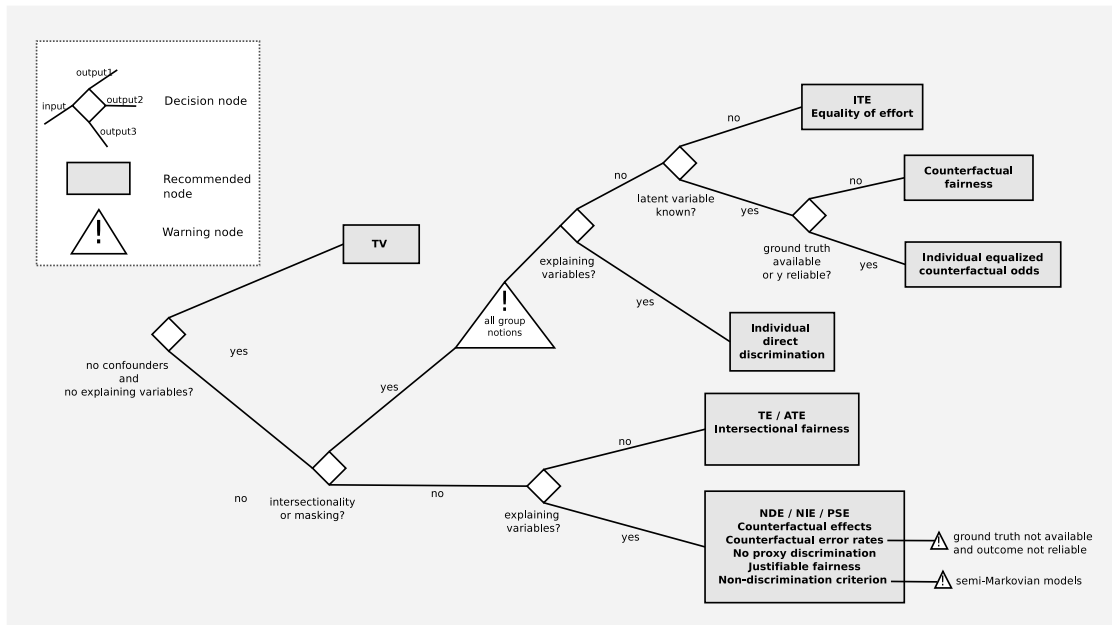 output1
input
output2
output3
Decision node
Recommended
node
!
Warning node
TV
no confounders
and
no explaining variables?
yes
no
intersectionality
or masking?
yes
no
!
all group
notions
explaining
variables?
no
yes
latent variable
known?
no
yes
ITE
Equality of effort
ground truth
available
or y reliable?
no
yes
Counterfactual
fairness
Individual equalized
counterfactual odds
Individual
direct
discrimination
explaining
variables?
no
yes
TE / ATE
Intersectional fairness
NDE / NIE / PSE
Counterfactual effects
Counterfactual error rates
No proxy discrimination
Justifiable fairness
Non-discrimination criterion
!
ground truth not available
and outcome not reliable
!
semi-Markovian models